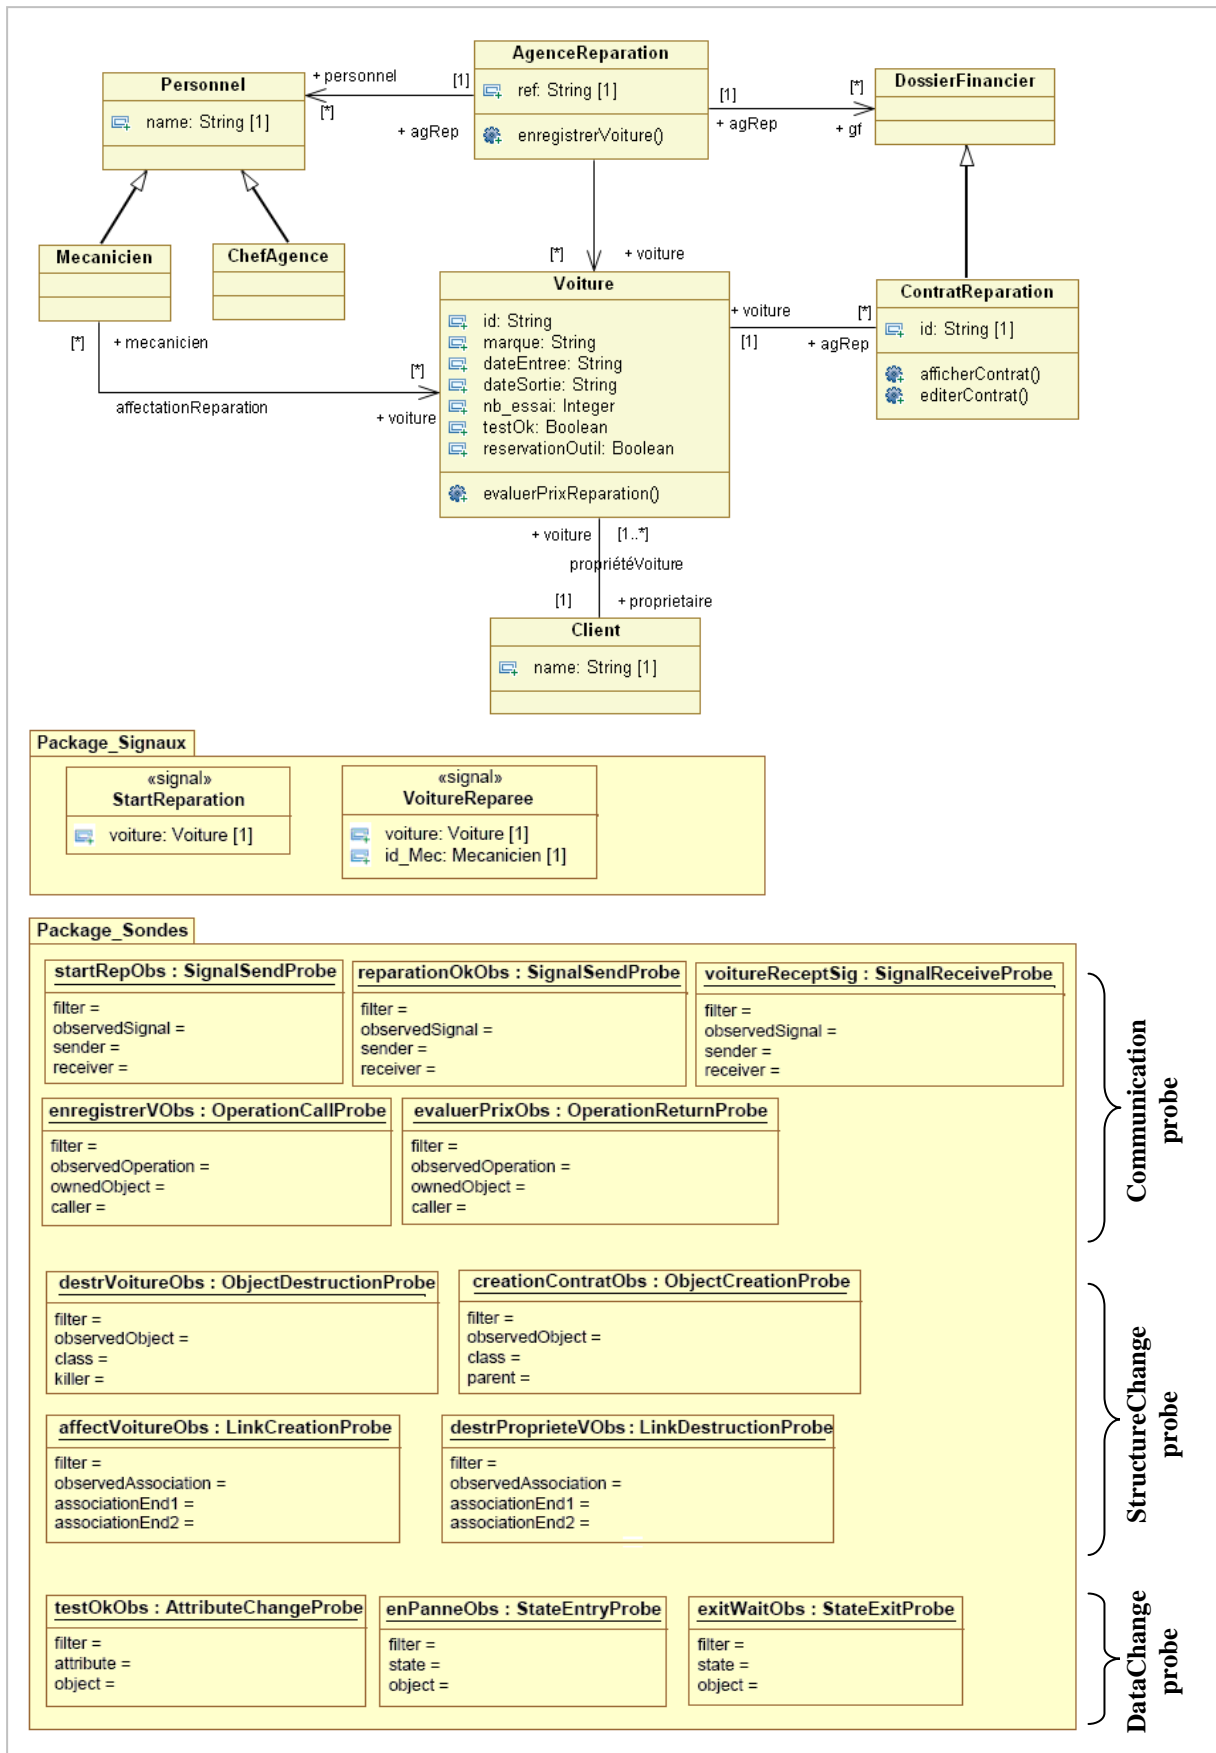 AgenceReparation
ref: String [1]
enregistrerVoiture()
Personnel
name: String [1]
+ personnel
[1]
[*]
+ agRep
[1]
+ agRep
[*]
+ gf
DossierFinancier
Mecanicien
ChefAgence
[*]
+ voiture
Voiture
id: String
marque: String
dateEntree: String
dateSortie: String
nb_essai: Integer
testOk: Boolean
reservationOutil: Boolean
evaluerPrixReparation()
+ voiture
[1]
[*]
+ agRep
ContratReparation
id: String [1]
afficherContrat()
editerContrat()
[*]
+ mecanicien
affectationReparation
[*]
+ voiture
+ voiture
[1..*]
propriétéVoiture
[1]
+ proprietaire
Client
name: String [1]
Package_Signaux
«signal»
StartReparation
voiture: Voiture [1]
«signal»
VoitureReparee
voiture: Voiture [1]
id_Mec: Mecanicien [1]
Package_Sondes
startRepObs : SignalSendProbe
filter =
observedSignal =
sender =
receiver =
reparationOkObs : SignalSendProbe
filter =
observedSignal =
sender =
receiver =
voitureReceptSig : SignalReceiveProbe
filter =
observedSignal =
sender =
receiver =
enregistrerVObs : OperationCallProbe
filter =
observedOperation =
ownedObject =
caller =
evaluerPrixObs : OperationReturnProbe
filter =
observedOperation =
ownedObject =
caller =
Communication
probe
destrVoitureObs : ObjectDestructionProbe
filter =
observedObject =
class =
killer =
creationContratObs : ObjectCreationProbe
filter =
observedObject =
class =
parent =
affectVoitureObs : LinkCreationProbe
filter =
observedAssociation =
associationEnd1 =
associationEnd2 =
destrProprieteVObs : LinkDestructionProbe
filter =
observedAssociation =
associationEnd1 =
associationEnd2 =
StructureChange
probe
testOkObs : AttributeChangeProbe
filter =
attribute =
object =
enPanneObs : StateEntryProbe
filter =
state =
object =
exitWaitObs : StateExitProbe
filter =
state =
object =
DataChange
probe